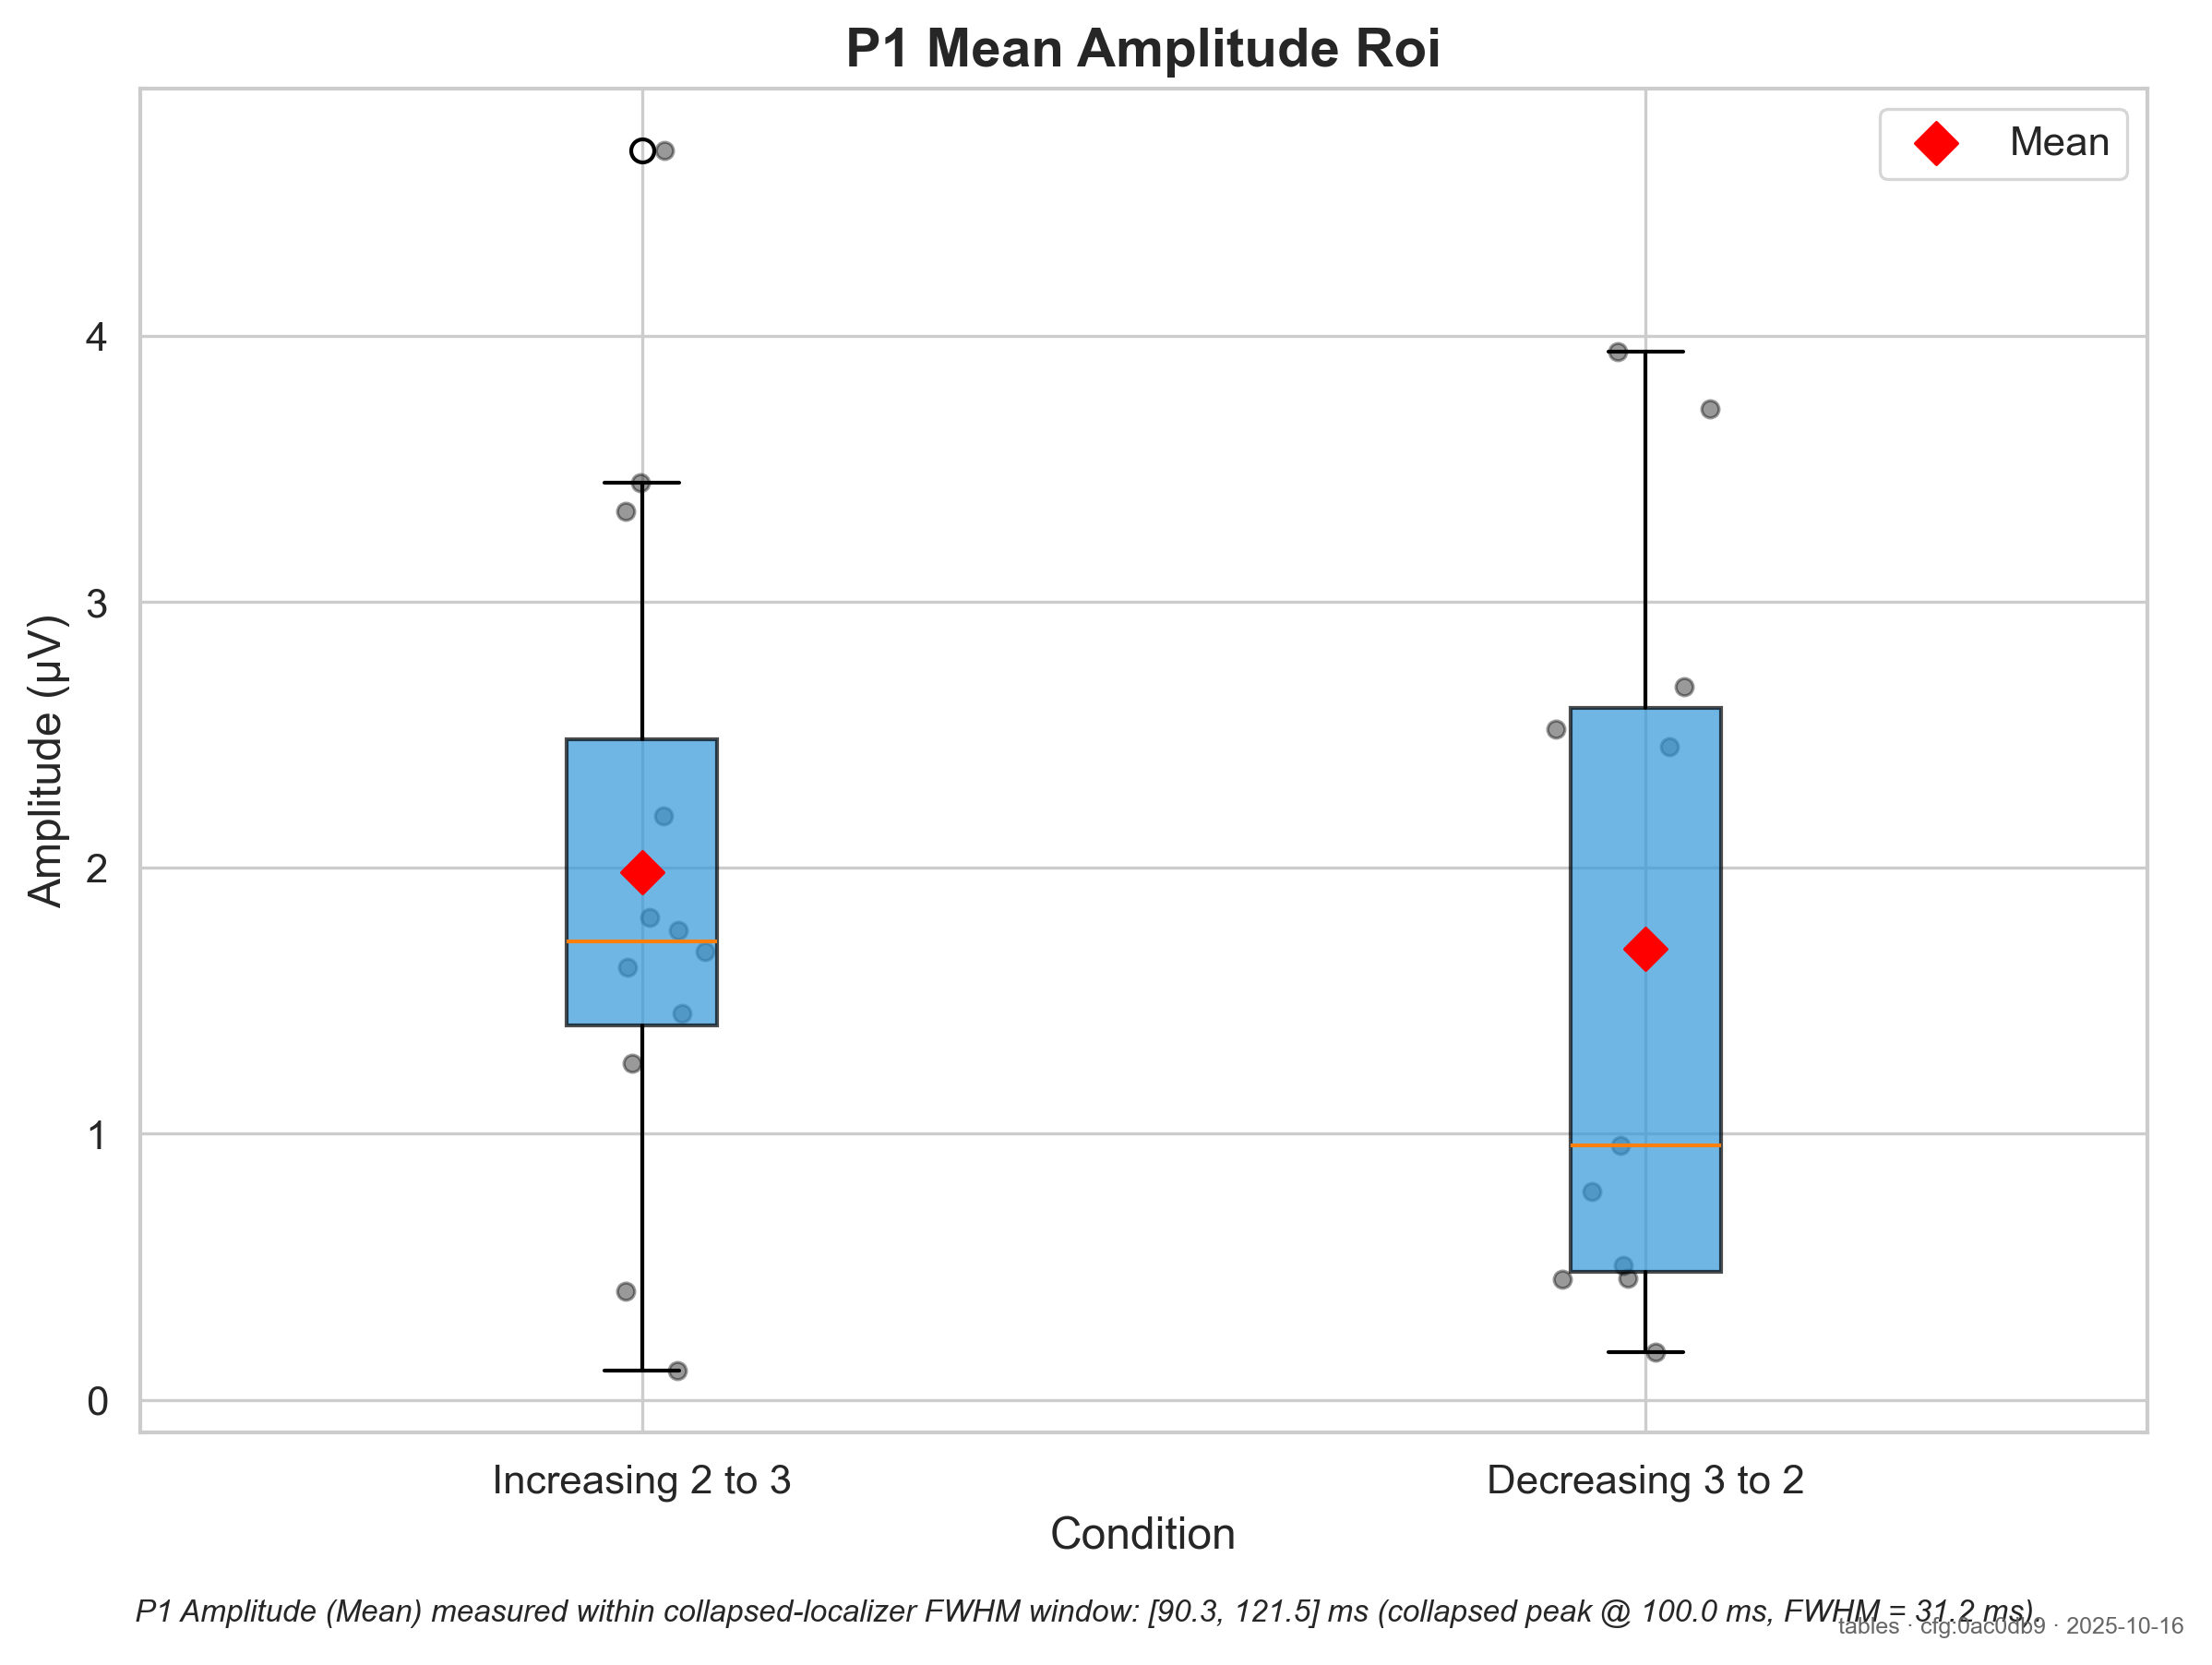 P1 Mean Amplitude Roi
Mean
4
3
2
1
0
Amplitude (µV)
Increasing 2 to 3
Decreasing 3 to 2
Condition
P1 Amplitude (Mean) measured within collapsed-localizer FWHM window: [90.3, 121.5] ms (collapsed peak @ 100.0 ms, FWHM = 31.2 ms).
tables · cfg:0ac0db9 · 2025-10-16